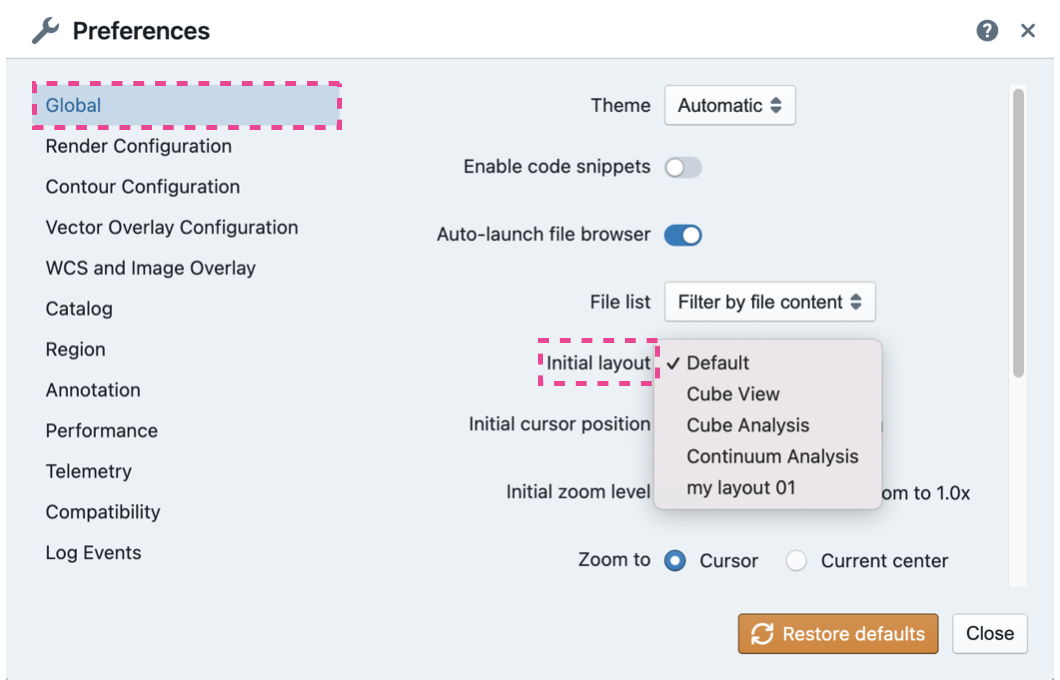 Preferences
Global
Render Configuration
Contour Configuration
Vector Overlay Configuration
WCS and Image Overlay
Catalog
Region
Annotation
Performance
Telemetry
Compatibility
Log Events
Theme Automatic
Enable code snippets
Auto-launch file browser
File list Filter by file content
Initial layout
Default
Cube View
Cube Analysis
Continuum Analysis
my layout 01
Initial cursor position
Initial zoom level om to 1.0x
Zoom to Cursor Current center
Restore defaults Close